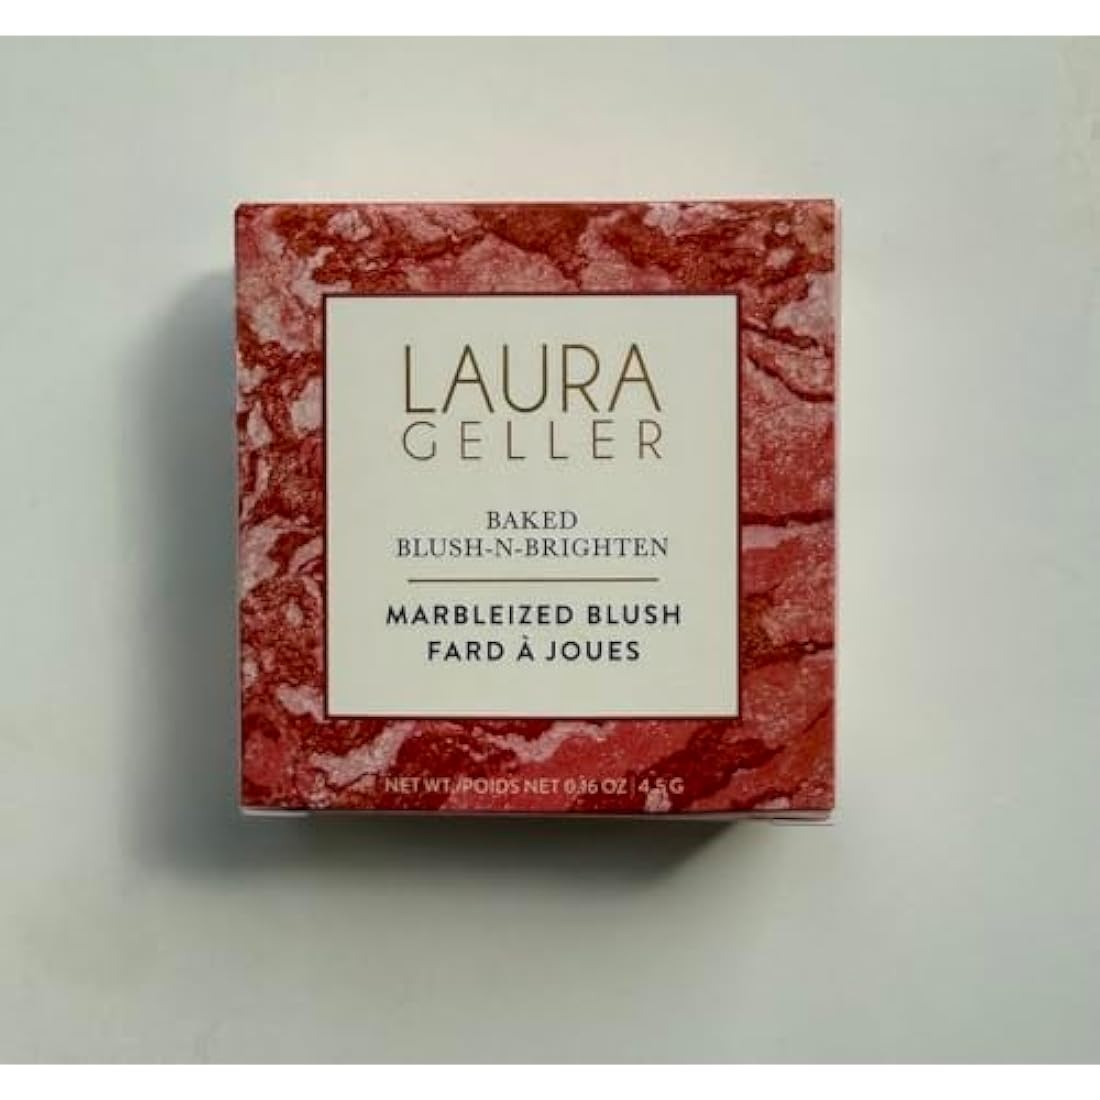 LAURA
GELLER
BAKED
BLUSH-N-BRIGHTEN
MARBLEIZED BLUSH
FARD À JOUES
NET WT./POIDS NET 0.16 OZ | 4.5 G